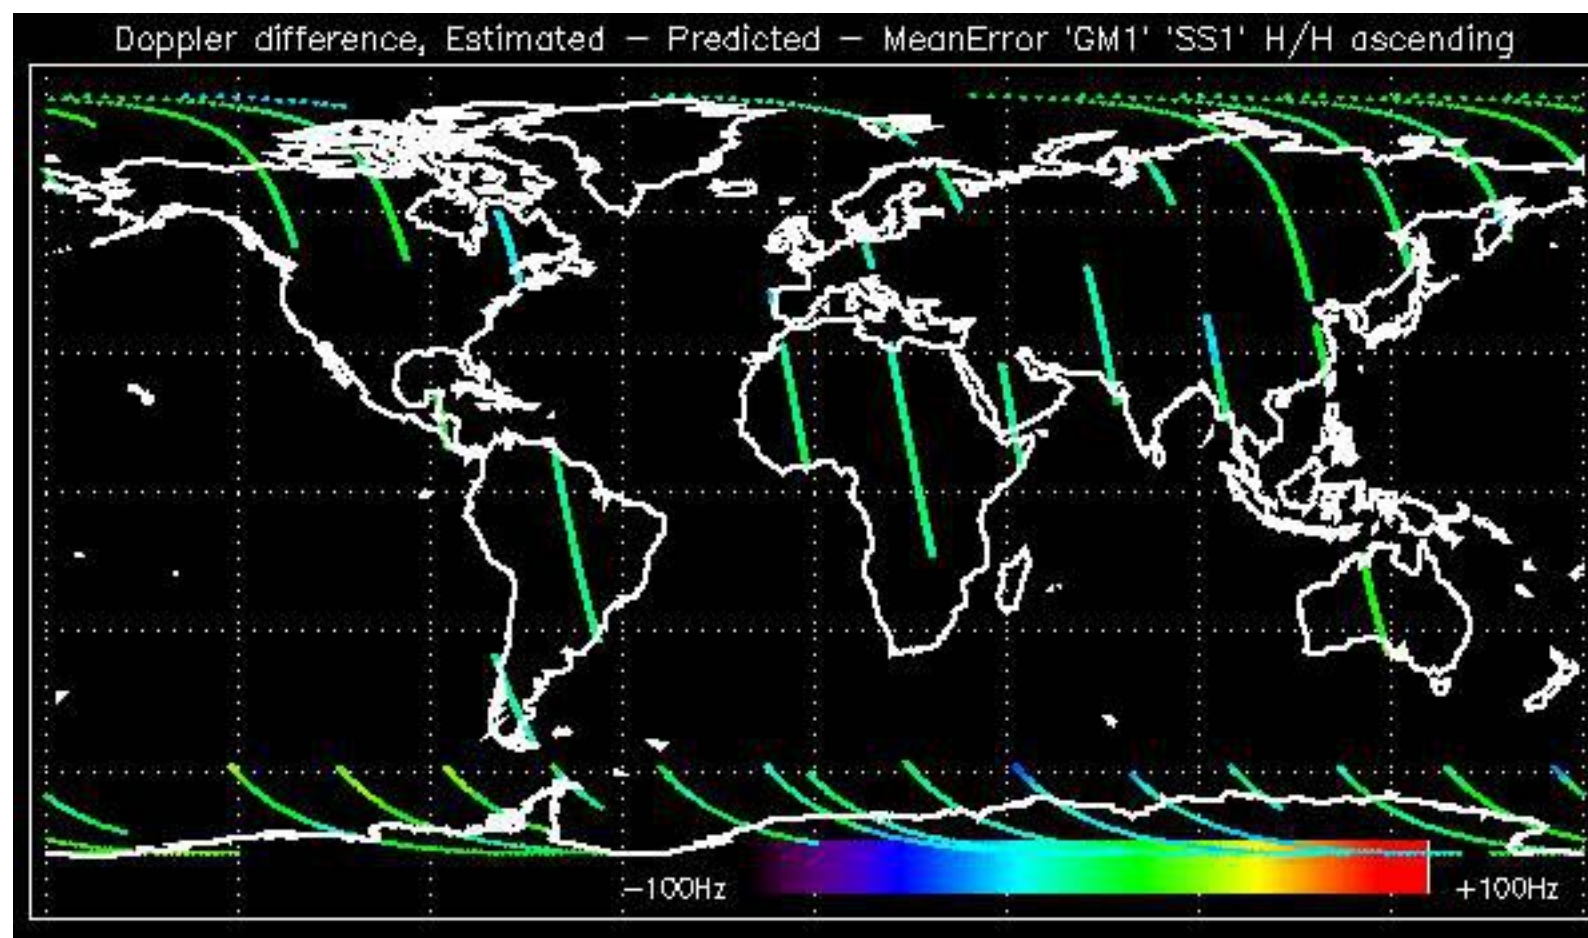 Doppler difference, Estimated – Predicted – MeanError 'GM1' 'SS1' H/H ascending
–100Hz +100Hz